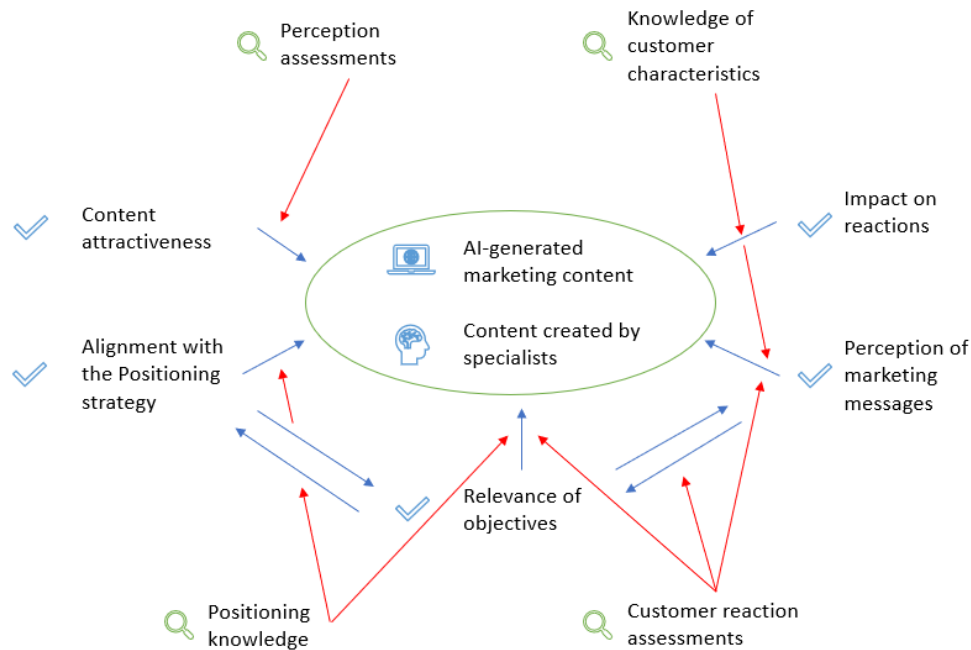 Perception
assessments
Knowledge of
customer
characteristics
Content
attractiveness
Impact on
reactions
AI-generated
marketing content
Content created by
specialists
Alignment with
the Positioning
strategy
Perception of
marketing
messages
Relevance of
objectives
Positioning
knowledge
Customer reaction
assessments